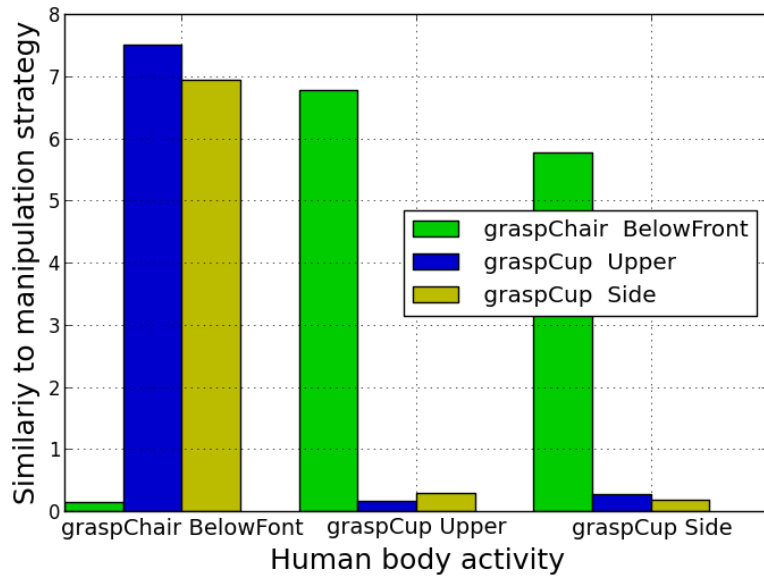 8
7
6
5
4
3
2
1
0
Similariy to manipulation strategy
graspChair BelowFront
graspCup Upper
graspCup Side
graspChair BelowFont
graspCup Upper
graspCup Side
Human body activity